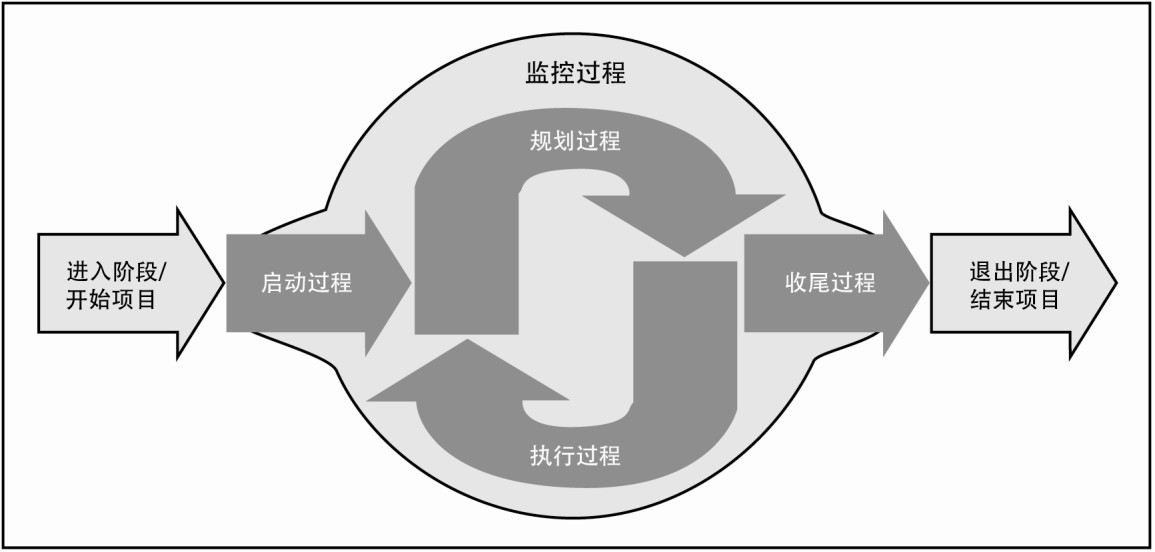 监控过程
规划过程
进入阶段/
开始项目
启动过程
收尾过程
退出阶段/
结束项目
执行过程